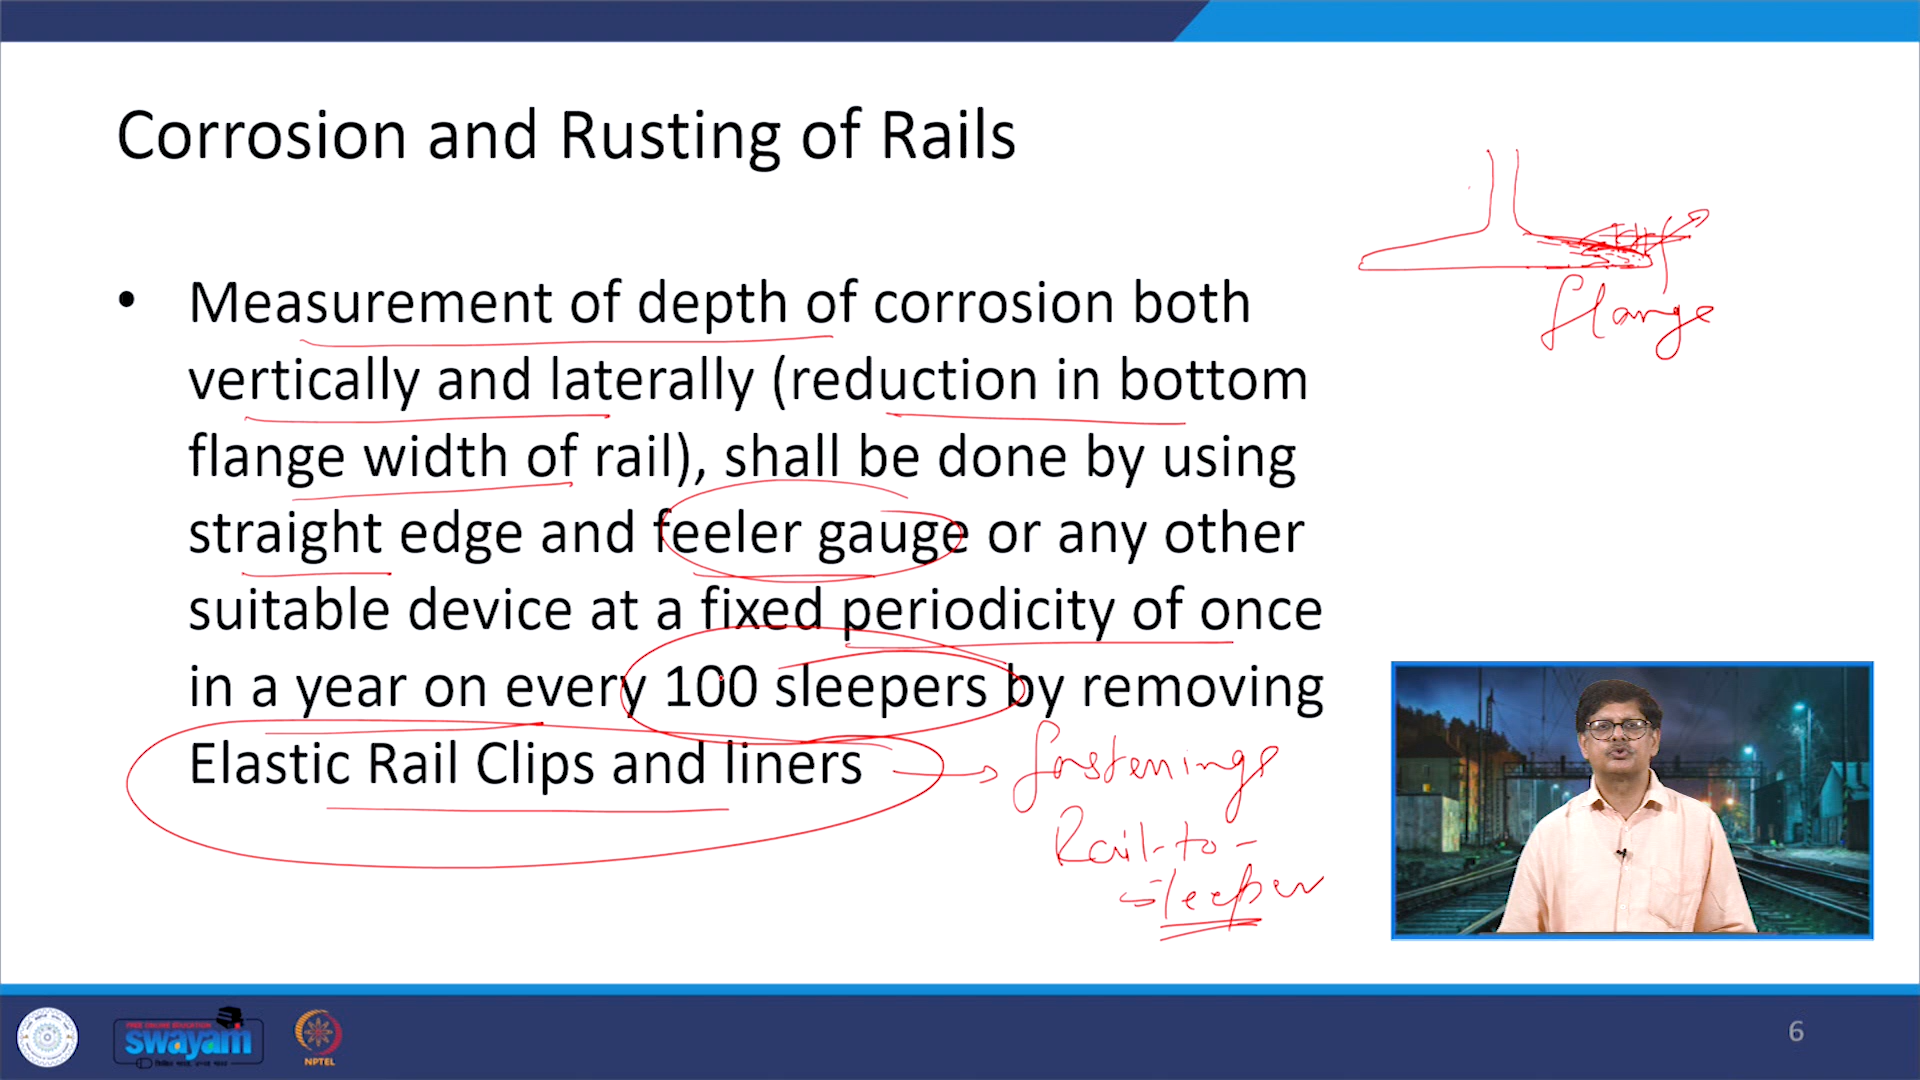 Corrosion and Rusting of Rails
flange
• Measurement of depth of corrosion both
vertically and laterally (reduction in bottom
flange width of rail), shall be done by using
straight edge and feeler gauge or any other
suitable device at a fixed periodicity of once
in a year on every 100 sleepers by removing
Elastic Rail Clips and liners
fastenings
Rail-to-
sleeper
FREE ONLINE EDUCATION
swayam
NPTEL
6